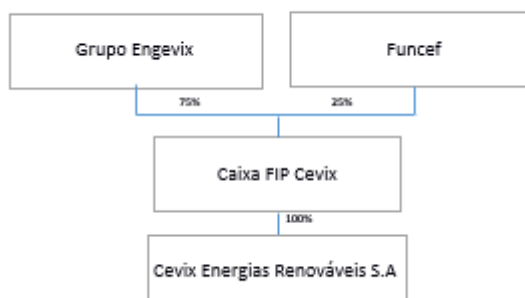 Grupo Engevix
Funcef
75%
25%
Caixa FIP Cevix
100%
Cevix Energias Renováveis S.A